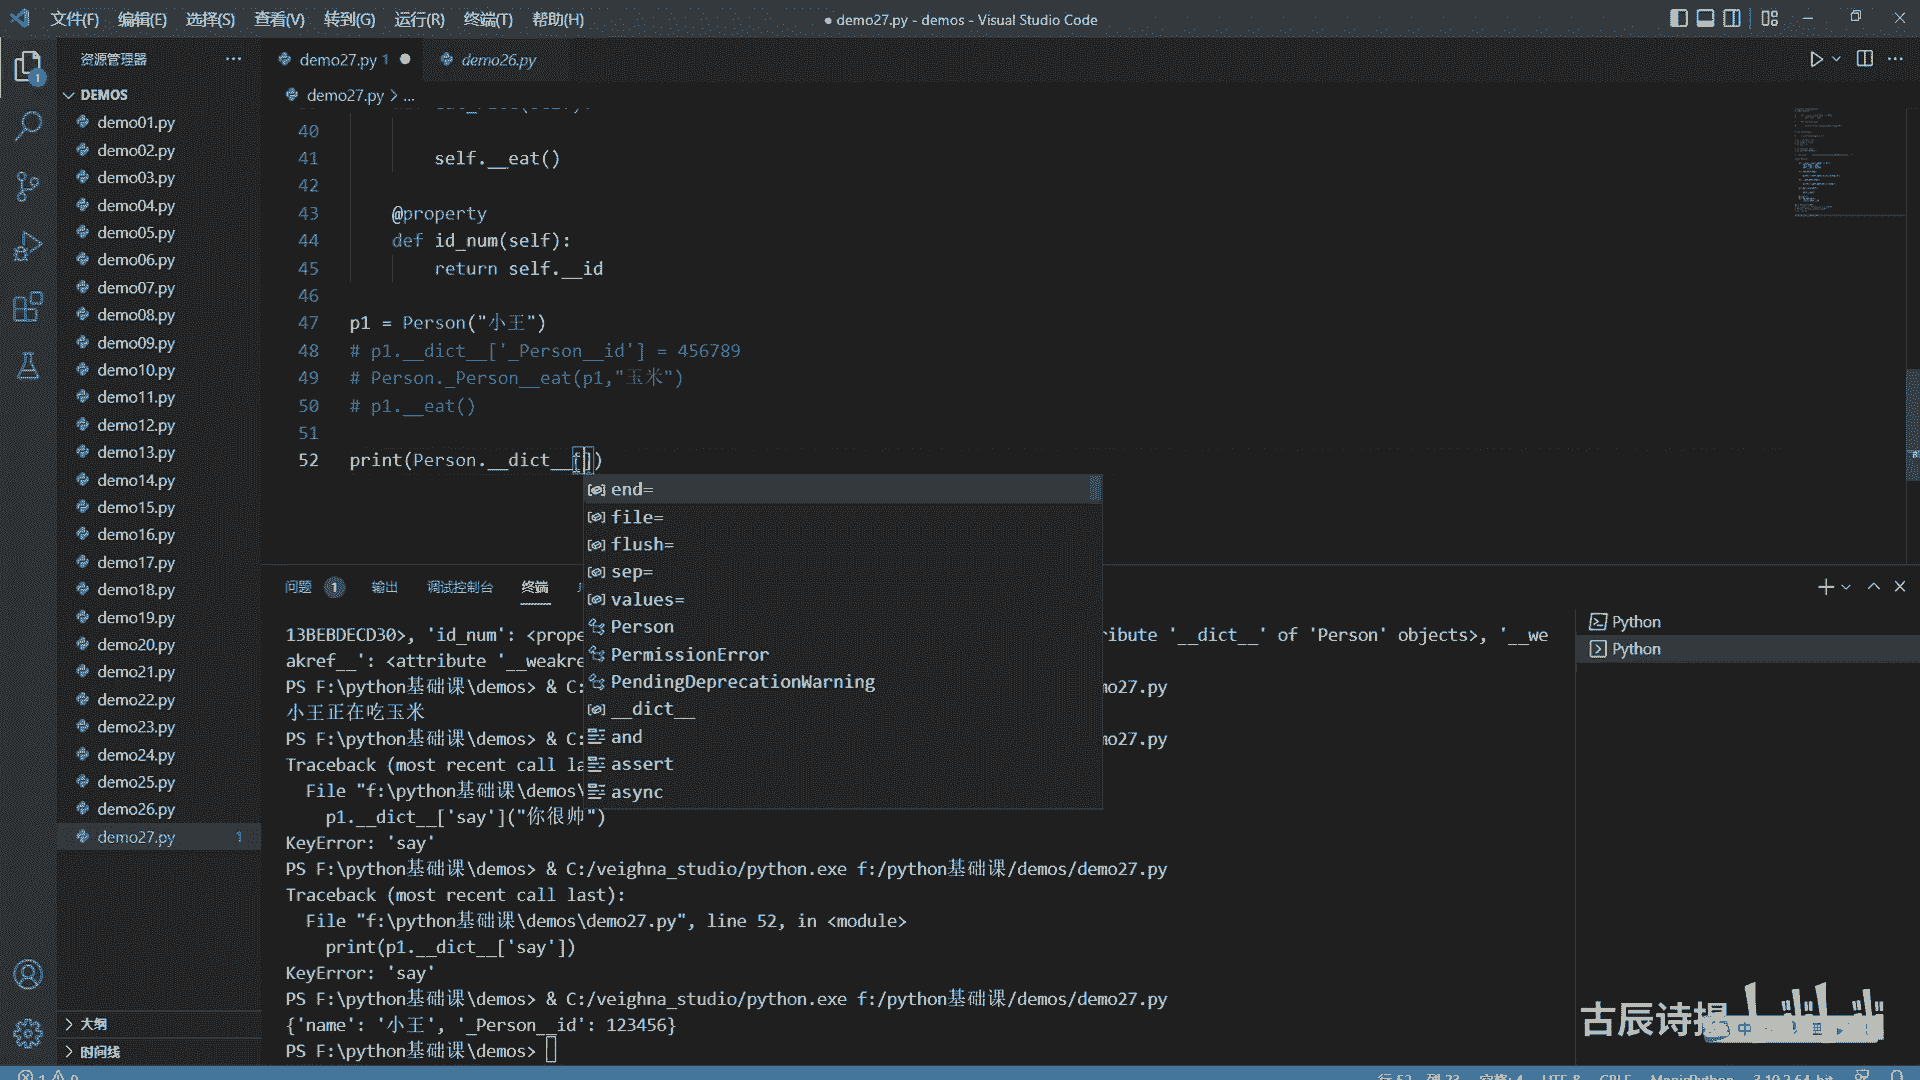 文件(F) 编辑(E) 选择(S) 查看(V) 转到(G) 运行(R) 终端(T) 帮助(H)
● demo27.py - demos - Visual Studio Code
资源管理器
DEMOS
demo01.py
demo02.py
demo03.py
demo04.py
demo05.py
demo06.py
demo07.py
demo08.py
demo09.py
demo10.py
demo11.py
demo12.py
demo13.py
demo14.py
demo15.py
demo16.py
demo17.py
demo18.py
demo19.py
demo20.py
demo21.py
demo22.py
demo23.py
demo24.py
demo25.py
demo26.py
demo27.py 1
大纲
时间线
demo27.py 1 ● demo26.py
demo27.py > ...
40
41 self.__eat()
42
43 @property
44 def id_num(self):
45 return self.__id
46
47 p1 = Person("小王")
48 # p1.__dict__['_Person__id'] = 456789
49 # Person._Person__eat(p1,"玉米")
50 # p1.__eat()
51
52 print(Person.__dict__[])
end=
file=
flush=
sep=
values=
Person
PermissionError
PendingDeprecationWarning
__dict__
and
assert
async
问题 1 输出 调试控制台 终端
13BEBDECD30>, 'id_num': <prope ribute '__dict__' of 'Person' objects>, '__we
akref__': <attribute '__weakre
PS F:\python基础课\demos> & C: mo27.py
小王正在吃玉米
PS F:\python基础课\demos> & C: mo27.py
Traceback (most recent call la
File "f:\python基础课\demos\
p1.__dict__['say']("你很帅")
KeyError: 'say'
PS F:\python基础课\demos> & C:/veighna_studio/python.exe f:/python基础课/demos/demo27.py
Traceback (most recent call last):
File "f:\python基础课\demos\demo27.py", line 52, in <module>
print(p1.__dict__['say'])
KeyError: 'say'
PS F:\python基础课\demos> & C:/veighna_studio/python.exe f:/python基础课/demos/demo27.py
{'name': '小王', '_Person__id': 123456}
PS F:\python基础课\demos>
Python
Python
古辰诗提